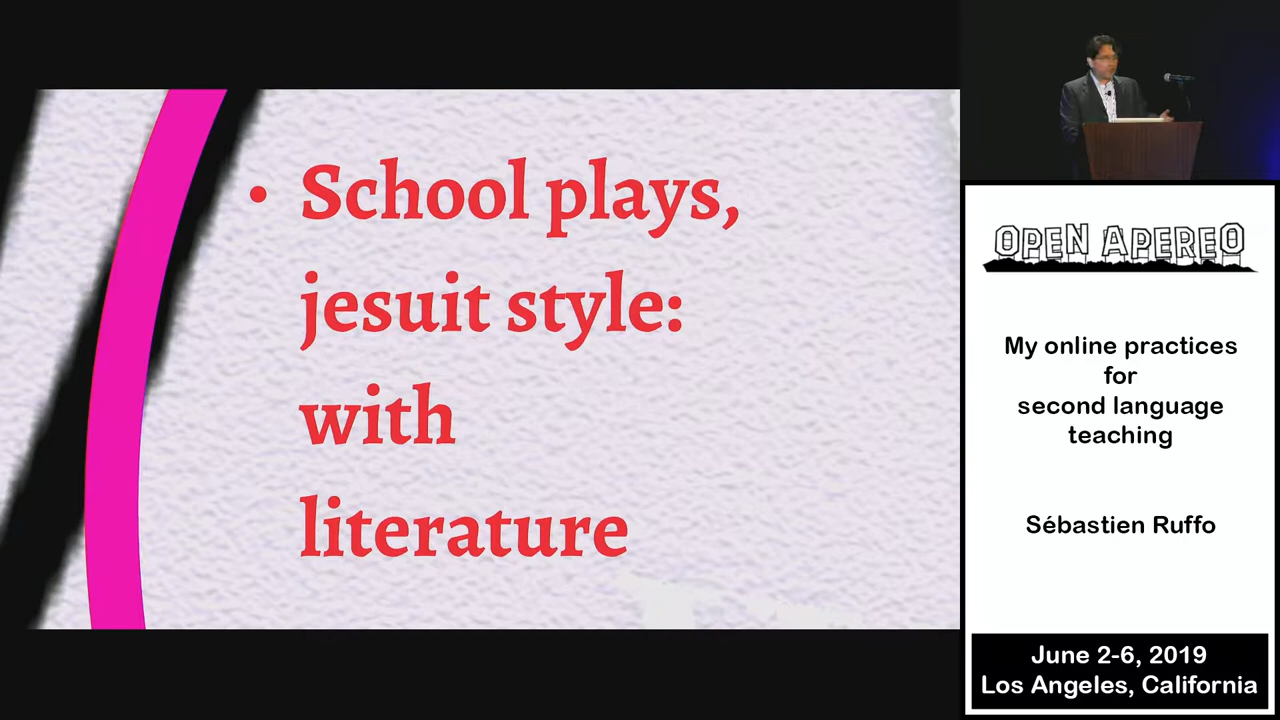 • School plays,
jesuit style:
with
literature
OPEN APEREO
My online practices
for
second language
teaching
Sébastien Ruffo
June 2-6, 2019
Los Angeles, California